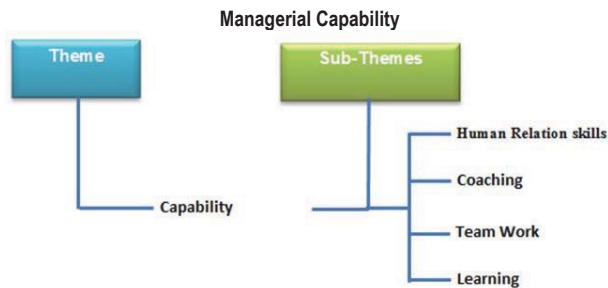 Managerial Capability
Theme
Sub-Themes
Human Relation skills
Coaching
Capability
Team Work
Learning